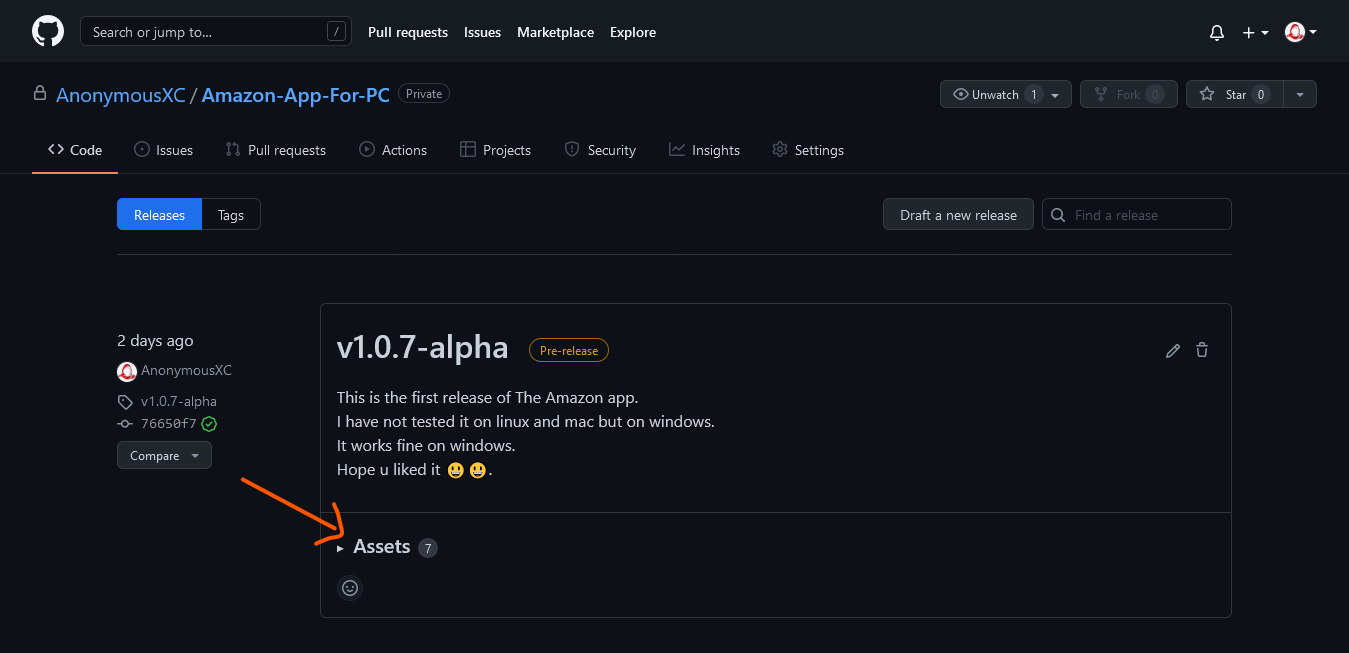 Search or jump to… /
Pull requests Issues Marketplace Explore
AnonymousXC / Amazon-App-For-PC Private
Unwatch 1 Fork 0 Star 0
Code Issues Pull requests Actions Projects Security Insights Settings
Releases Tags
Draft a new release Find a release
2 days ago
AnonymousXC
v1.0.7-alpha
76650f7
Compare
v1.0.7-alpha Pre-release
This is the first release of The Amazon app.
I have not tested it on linux and mac but on windows.
It works fine on windows.
Hope u liked it 😃 😃.
Assets 7